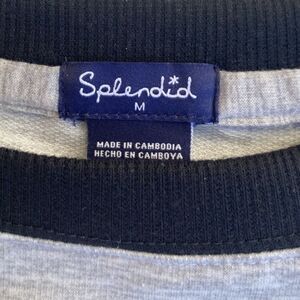 Splendid
M
MADE IN CAMBODIA
HECHO EN CAMBOYA